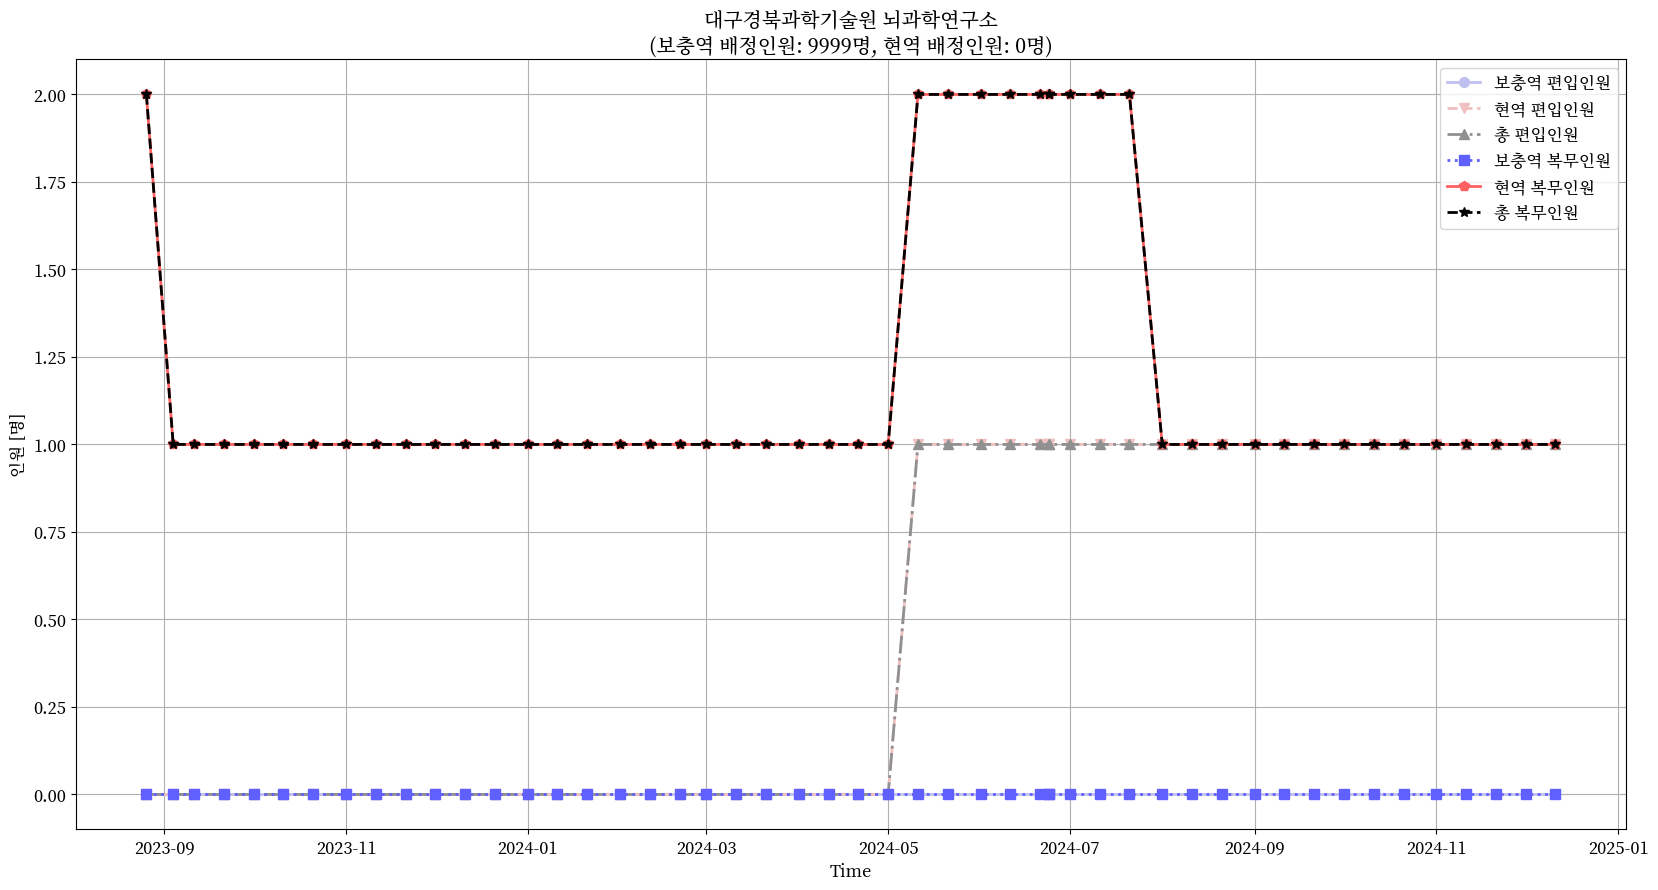 대구경북과학기술원 뇌과학연구소
(보충역 배정인원: 9999명, 현역 배정인원: 0명)
보충역 편입인원
현역 편입인원
총 편입인원
보충역 복무인원
현역 복무인원
총 복무인원
2.00
1.75
1.50
1.25
1.00
0.75
0.50
0.25
0.00
인원 [명]
2023-09
2023-11
2024-01
2024-03
2024-05
2024-07
2024-09
2024-11
2025-01
Time